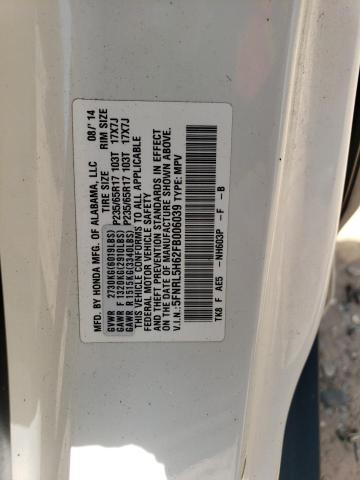 MFD. BY HONDA MFG. OF ALABAMA, LLC 08/'14
TIRE SIZE RIM SIZE
GVWR 2730KG(6019LBS)
GAWR F 1320KG(2910LBS) P235/65R17 103T 17X7J
GAWR R 1515KG(3340LBS) P235/65R17 103T 17X7J
THIS VEHICLE CONFORMS TO ALL APPLICABLE
FEDERAL MOTOR VEHICLE SAFETY
AND THEFT PREVENTION STANDARDS IN EFFECT
ON THE DATE OF MANUFACTURE SHOWN ABOVE.
V.I.N.:5FNRL5H62FB006039 TYPE: MPV
TK8 F AE5 -NH603P -F -B